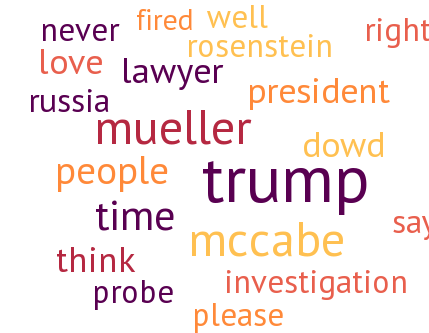 fired
well
never
right
rosenstein
love
lawyer
president
russia
mueller
dowd
people
trump
time
say
mccabe
think
investigation
probe
please